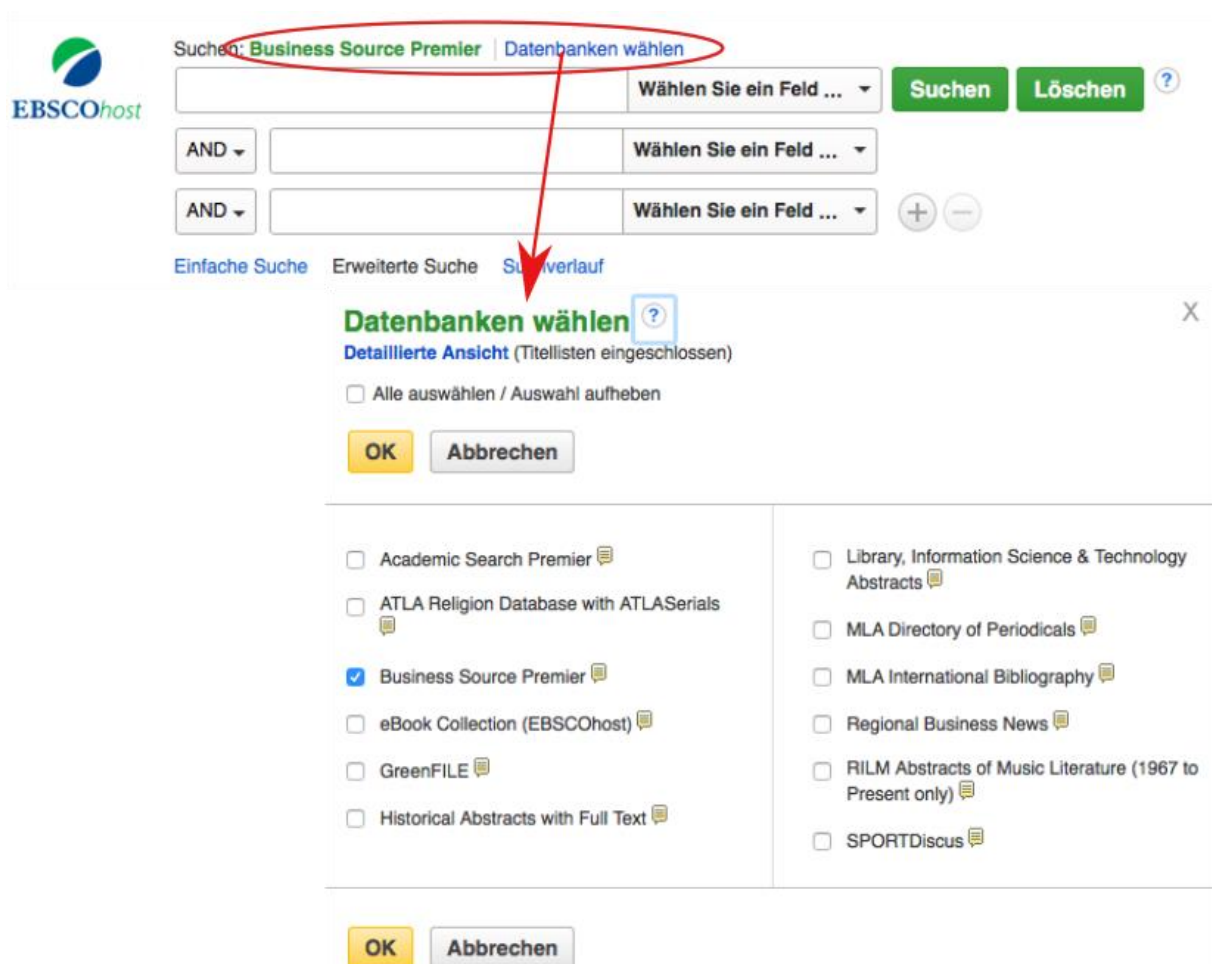 EBSCOhost
Suchen: Business Source Premier | Datenbanken wählen
Wählen Sie ein Feld ... Suchen Löschen ?
AND Wählen Sie ein Feld ...
AND Wählen Sie ein Feld ... + −
Einfache Suche Erweiterte Suche Suchverlauf
Datenbanken wählen ? X
Detaillierte Ansicht (Titellisten eingeschlossen)
Alle auswählen / Auswahl aufheben
OK Abbrechen
Academic Search Premier
ATLA Religion Database with ATLASerials
Business Source Premier
eBook Collection (EBSCOhost)
GreenFILE
Historical Abstracts with Full Text
Library, Information Science & Technology
Abstracts
MLA Directory of Periodicals
MLA International Bibliography
Regional Business News
RILM Abstracts of Music Literature (1967 to
Present only)
SPORTDiscus
OK Abbrechen